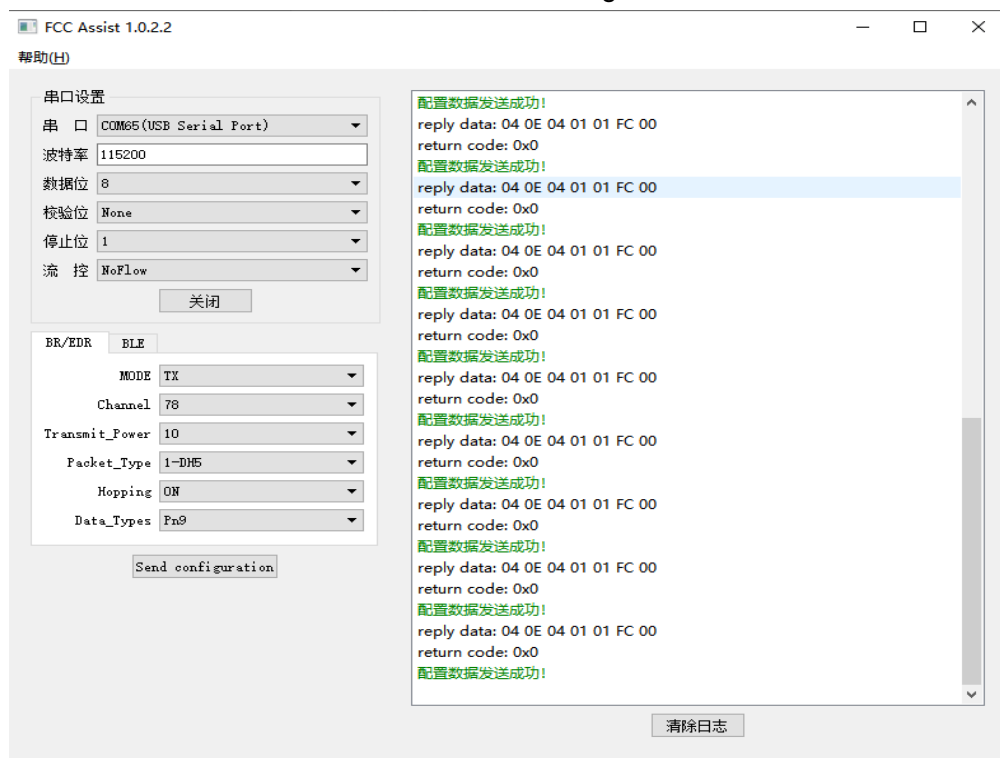 FCC Assist 1.0.2.2
帮助(H)
串口设置
串 口 COM65(USB Serial Port)
波特率 115200
数据位 8
校验位 None
停止位 1
流 控 NoFlow
关闭
BR/EDR BLE
MODE TX
Channel 78
Transmit_Power 10
Packet_Type 1-DH5
Hopping ON
Data_Types Pn9
Send configuration
配置数据发送成功!
reply data: 04 0E 04 01 01 FC 00
return code: 0x0
配置数据发送成功!
reply data: 04 0E 04 01 01 FC 00
return code: 0x0
配置数据发送成功!
reply data: 04 0E 04 01 01 FC 00
return code: 0x0
配置数据发送成功!
reply data: 04 0E 04 01 01 FC 00
return code: 0x0
配置数据发送成功!
reply data: 04 0E 04 01 01 FC 00
return code: 0x0
配置数据发送成功!
reply data: 04 0E 04 01 01 FC 00
return code: 0x0
配置数据发送成功!
reply data: 04 0E 04 01 01 FC 00
return code: 0x0
配置数据发送成功!
reply data: 04 0E 04 01 01 FC 00
return code: 0x0
配置数据发送成功!
reply data: 04 0E 04 01 01 FC 00
return code: 0x0
配置数据发送成功!
清除日志